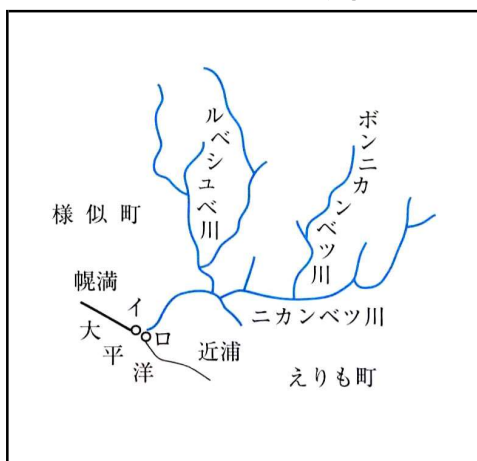 ルベシュベ川
ボンニカンベツ川
様似町
幌満
イ
ロ
大平洋
近浦
ニカンベツ川
えりも町